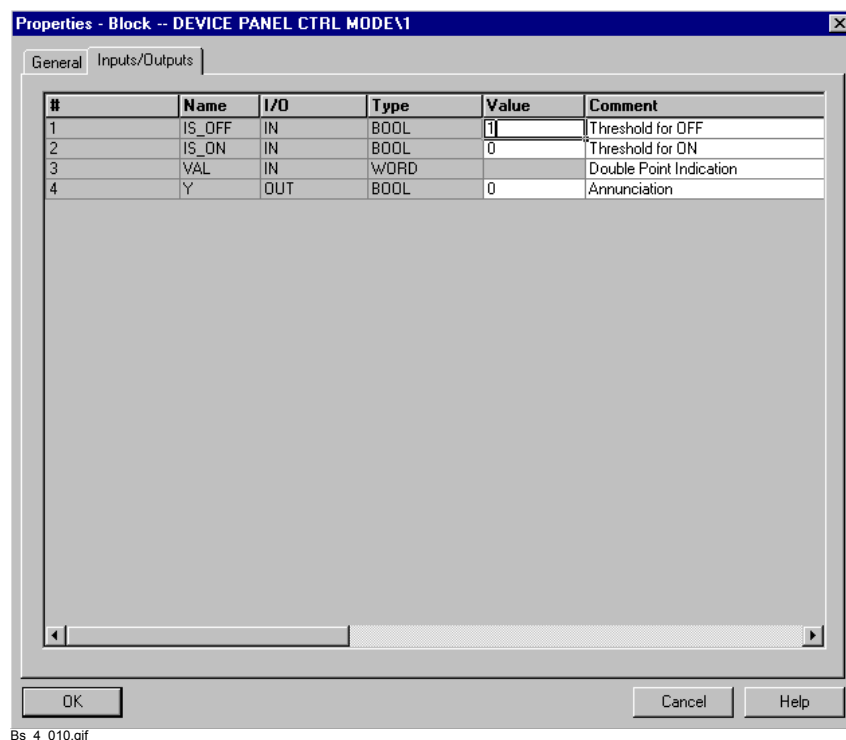 Properties - Block -- DEVICE PANEL CTRL MODE\1
General Inputs/Outputs
# Name I/O Type Value Comment
1 IS_OFF IN BOOL 1 Threshold for OFF
2 IS_ON IN BOOL 0 Threshold for ON
3 VAL IN WORD Double Point Indication
4 Y OUT BOOL 0 Annunciation
OK Cancel Help
Bs_4_010.gif